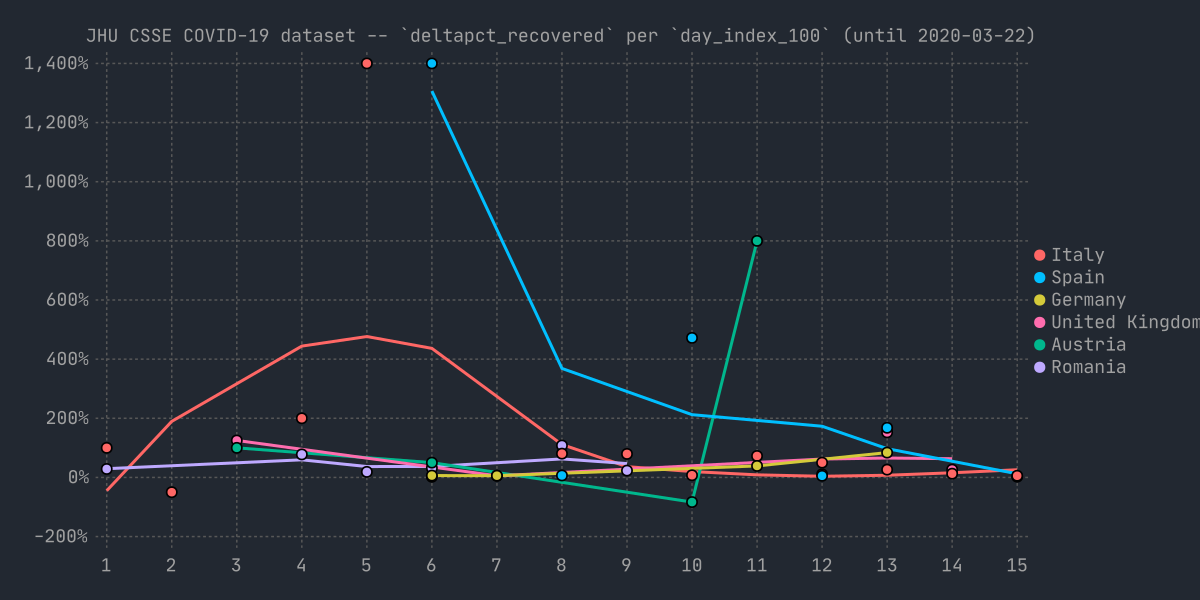 JHU CSSE COVID-19 dataset -- `deltapct_recovered` per `day_index_100` (until 2020-03-22)
1,400%
1,200%
1,000%
800%
600%
400%
200%
0%
-200%
1 2 3 4 5 6 7 8 9 10 11 12 13 14 15
Italy
Spain
Germany
United Kingdom
Austria
Romania